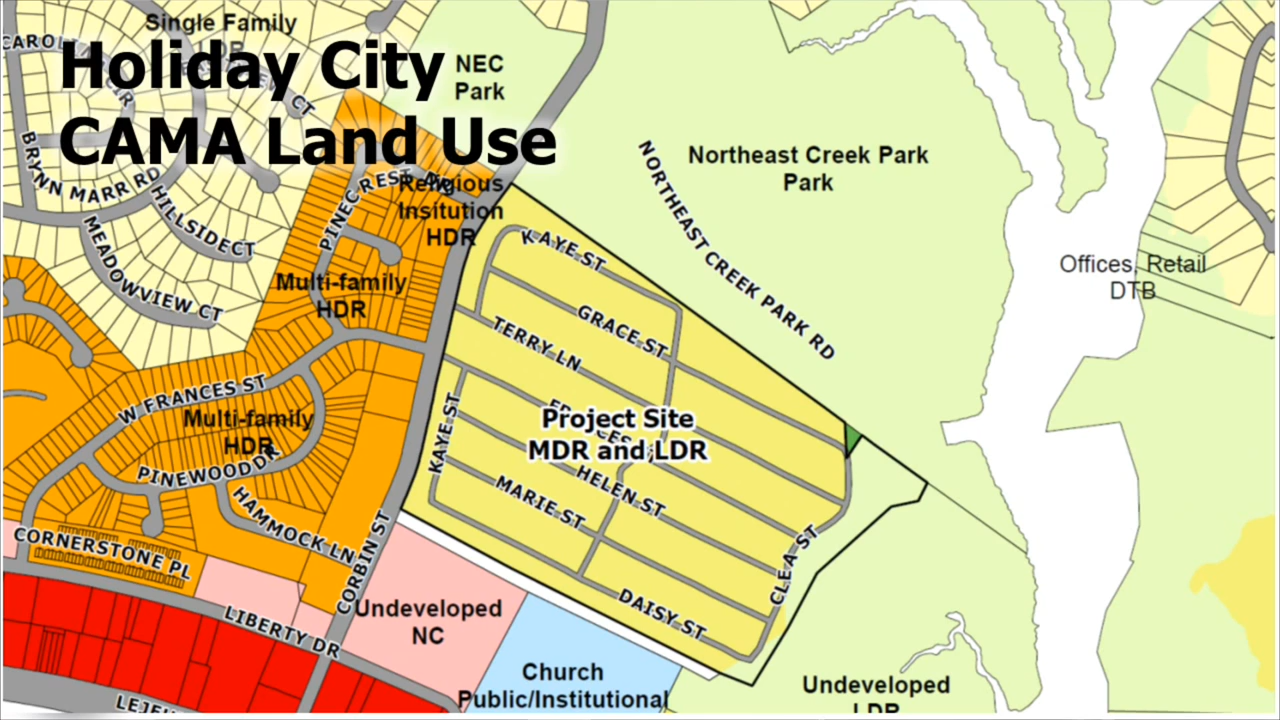 Holiday City
CAMA Land Use
Single Family
LDR
NEC
Park
Northeast Creek Park
Park
NORTHEAST CREEK PARK RD
Offices, Retail
DTB
BRYNN MARR RD
HILLSIDE CT
MEADOWVIEW CT
Religious
Insitution
HDR
Multi-family
HDR
KAYE ST
GRACE ST
TERRY LN
W FRANCES ST
Multi-family
HDR
PINEWOOD DR
Project Site
MDR and LDR
KAYE ST
HELEN ST
MARIE ST
HAMMOCK LN
CORNERSTONE PL
CORBIN ST
CLEA ST
DAISY ST
LIBERTY DR
Undeveloped
NC
Church
Public/Institutional
Undeveloped
LDR